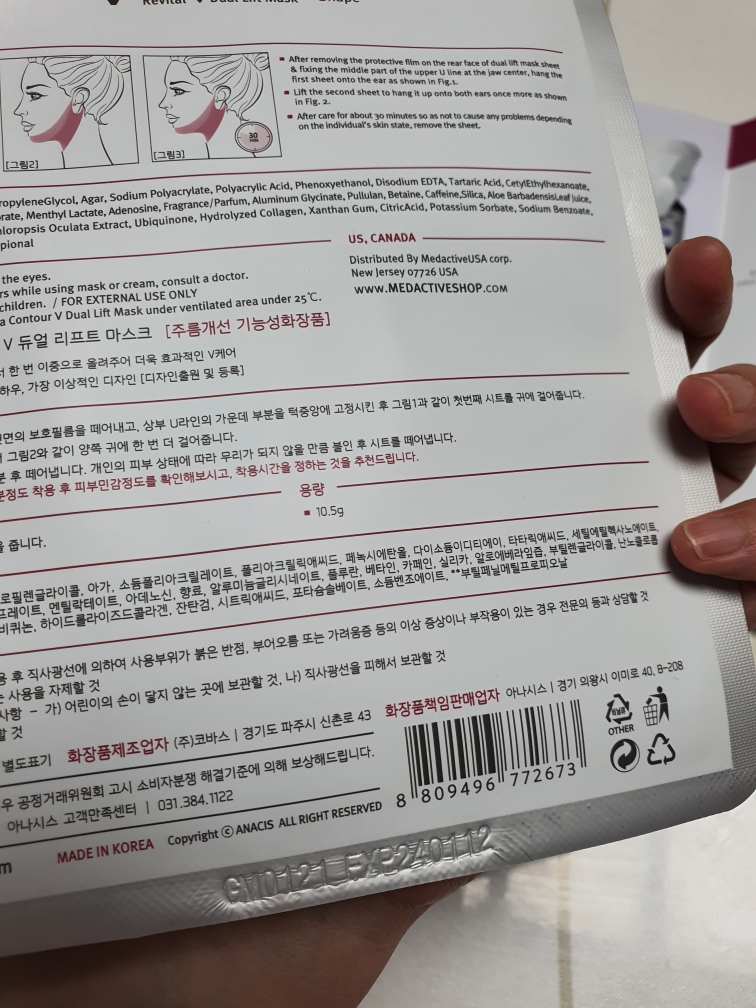 Revital V Dual Lift Mask
After removing the protective film on the rear face of dual lift mask sheet
& fixing the middle part of the upper U line at the jaw center, hang the
first sheet onto the ear as shown in Fig.1.
Lift the second sheet to hang it up onto both ears once more as shown
in Fig. 2.
After care for about 30 minutes so as not to cause any problems depending
on the individual's skin state, remove the sheet.
[그림2]
[그림3]
30
ropyleneGlycol, Agar, Sodium Polyacrylate, Polyacrylic Acid, Phenoxyethanol, Disodium EDTA, Tartaric Acid, CetylEthylhexanoate,
rate, Menthyl Lactate, Adenosine, Fragrance/Parfum, Aluminum Glycinate, Pullulan, Betaine, Caffeine,Silica, Aloe BarbadensisLeaf Juice,
hloropsis Oculata Extract, Ubiquinone, Hydrolyzed Collagen, Xanthan Gum, CitricAcid, Potassium Sorbate, Sodium Benzoate,
pional
US, CANADA
Distributed By MedactiveUSA corp.
New Jersey 07726 USA
WWW.MEDACTIVESHOP.COM
the eyes.
rs while using mask or cream, consult a doctor.
children. / FOR EXTERNAL USE ONLY
a Contour V Dual Lift Mask under ventilated area under 25℃.
V 듀얼 리프트 마스크 [주름개선 기능성화장품]
서 한 번 이중으로 올려주어 더욱 효과적인 V케어
하우, 가장 이상적인 디자인 [디자인출원 및 등록]
면의 보호필름을 떼어내고, 상부 U라인의 가운데 부분을 턱중앙에 고정시킨 후 그림1과 같이 첫번째 시트를 귀에 걸어줍니다.
그림2와 같이 양쪽 귀에 한 번 더 걸어줍니다.
분 후 떼어냅니다. 개인의 피부 상태에 따라 무리가 되지 않을 만큼 붙인 후 시트를 떼어냅니다.
분정도 착용 후 피부민감정도를 확인해보시고, 착용시간을 정하는 것을 추천드립니다.
용량
10.5g
을 줍니다.
로필렌글라이콜, 아가, 소듐폴리아크릴레이트, 폴리아크릴릭애씨드, 페녹시에탄올, 다이소듐이디티에이, 타타릭애씨드, 세틸에틸헥사노에이트,
프레이트, 멘틸락테이트, 아데노신, 향료, 알루미늄글리시네이트, 풀루란, 베타인, 카페인, 실리카, 알로에베라잎즙, 부틸렌글라이콜, 난노클로롭
비퀴논, 하이드롤라이즈드콜라겐, 잔탄검, 시트릭애씨드, 포타슘솔베이트, 소듐벤조에이트, **부틸페닐메틸프로피오날
용 후 직사광선에 의하여 사용부위가 붉은 반점, 부어오름 또는 가려움증 등의 이상 증상이나 부작용이 있는 경우 전문의 등과 상담할 것
는 사용을 자제할 것
사항 - 가) 어린이의 손이 닿지 않는 곳에 보관할 것, 나) 직사광선을 피해서 보관할 것
할 것
별도표기 화장품제조업자 (주)코바스 | 경기도 파주시 신촌로 43
화장품책임판매업자 아나시스 | 경기 의왕시 이미로 40, B-208
우 공정거래위원회 고시 소비자분쟁 해결기준에 의해 보상해드립니다.
아나시스 고객만족센터 | 031.384.1122
OTHER
8 809496 772673
m MADE IN KOREA Copyright ⓒ ANACIS ALL RIGHT RESERVED
GM0121 EXP240112